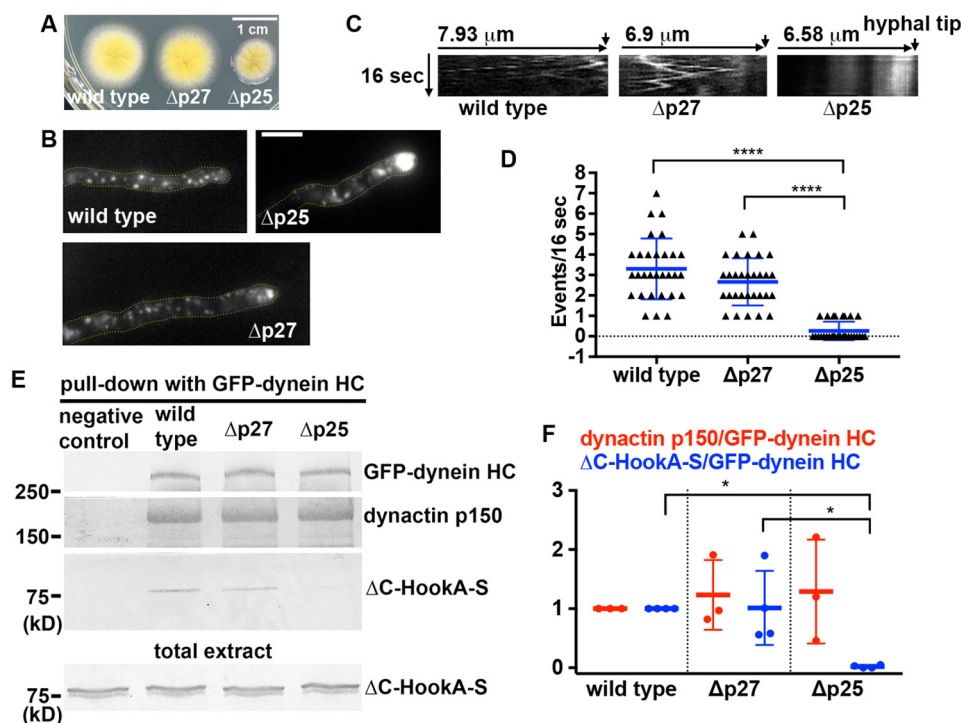 A
1 cm
wild type Δp27 Δp25
B
wild type
Δp25
Δp27
C
7.93 μm 6.9 μm 6.58 μm hyphal tip
16 sec
wild type Δp27 Δp25
D
****
****
Events/16 sec
7
6
5
4
3
2
1
0
-1
wild type Δp27 Δp25
E
pull-down with GFP-dynein HC
negative control wild type Δp27 Δp25
GFP-dynein HC
250
dynactin p150
150
ΔC-HookA-S
75
(kD)
total extract
75
ΔC-HookA-S
(kD)
F
dynactin p150/GFP-dynein HC
ΔC-HookA-S/GFP-dynein HC
*
*
3
2
1
0
wild type Δp27 Δp25